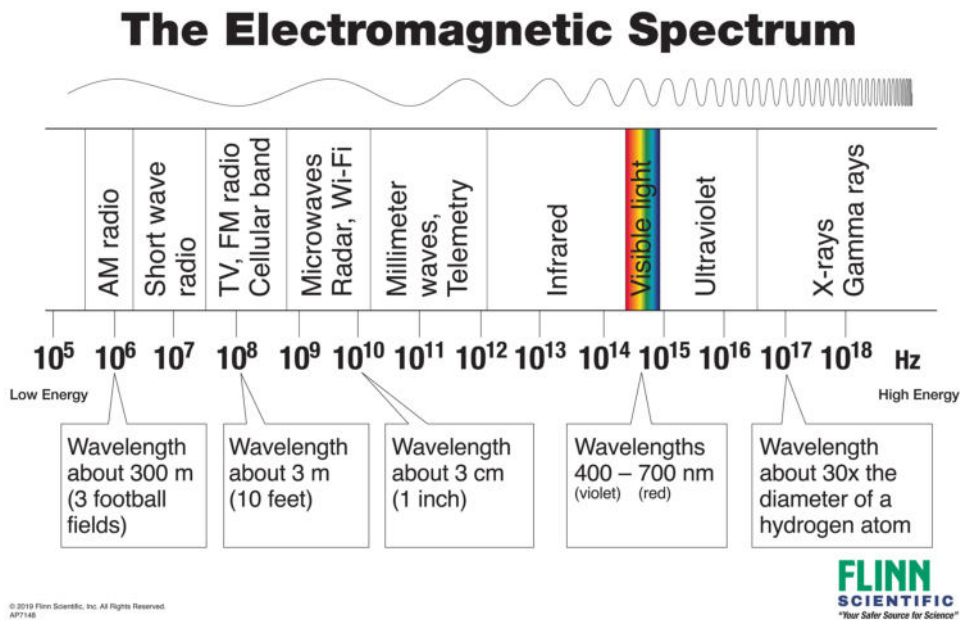 The Electromagnetic Spectrum
AM radio
Short wave
radio
TV, FM radio
Cellular band
Microwaves
Radar, Wi-Fi
Millimeter
waves,
Telemetry
Infrared
Visible light
Ultraviolet
X-rays
Gamma rays
10⁵ 10⁶ 10⁷ 10⁸ 10⁹ 10¹⁰ 10¹¹ 10¹² 10¹³ 10¹⁴ 10¹⁵ 10¹⁶ 10¹⁷ 10¹⁸ Hz
Low Energy
High Energy
Wavelength
about 300 m
(3 football
fields)
Wavelength
about 3 m
(10 feet)
Wavelength
about 3 cm
(1 inch)
Wavelengths
400 – 700 nm
(violet) (red)
Wavelength
about 30x the
diameter of a
hydrogen atom
© 2019 Flinn Scientific, Inc. All Rights Reserved.
AP7146
FLINN
SCIENTIFIC
"Your Safer Source for Science"